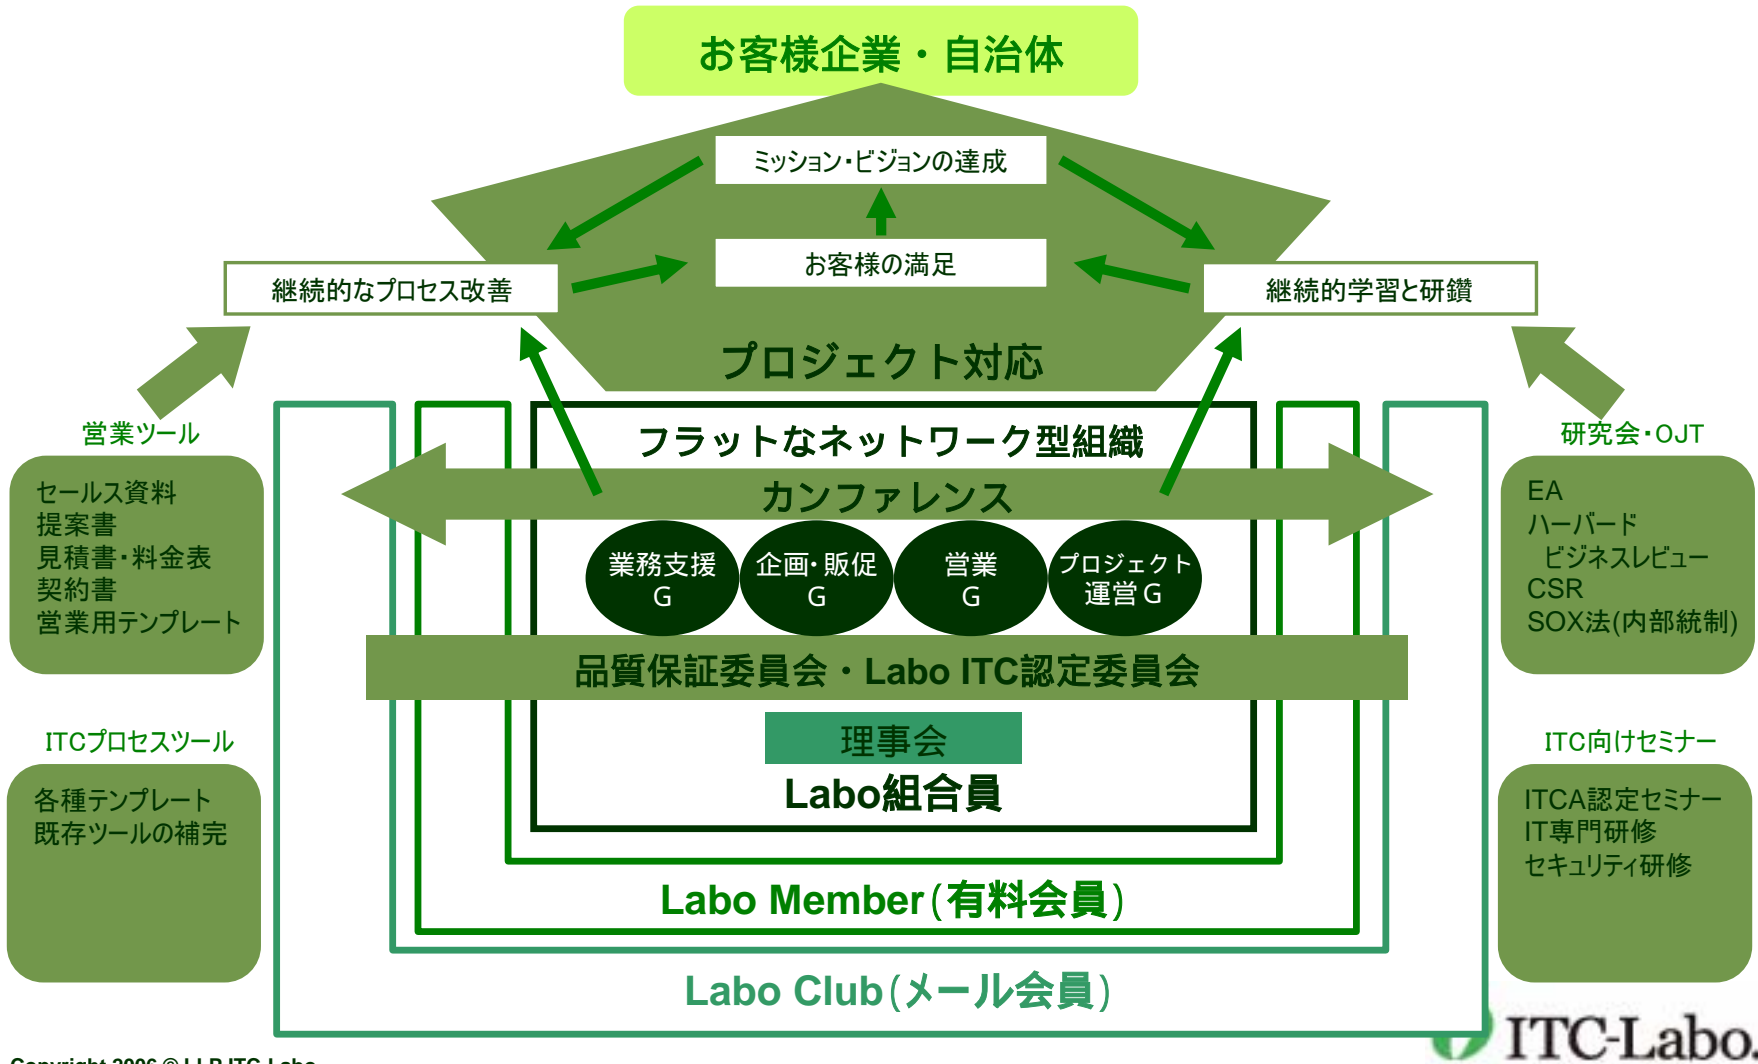 お客様企業・自治体
ミッション・ビジョンの達成
お客様の満足
継続的なプロセス改善
継続的学習と研鑽
プロジェクト対応
営業ツール
セールス資料
提案書
見積書・料金表
契約書
営業用テンプレート
ITCプロセスツール
各種テンプレート
既存ツールの補完
フラットなネットワーク型組織
カンファレンス
業務支援
G
企画・販促
G
営業
G
プロジェクト
運営G
品質保証委員会・Labo ITC認定委員会
理事会
Labo組合員
Labo Member(有料会員)
Labo Club(メール会員)
研究会・OJT
EA
ハーバード
ビジネスレビュー
CSR
SOX法(内部統制)
ITC向けセミナー
ITCA認定セミナー
IT専門研修
セキュリティ研修
ITC-Labo.
Copyright 2006 © LLP ITC-Labo.